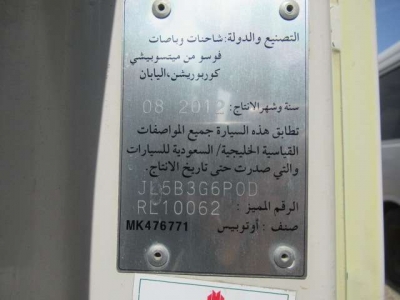 التصنيع والدولة: شاحنات وباصات
فوسو من ميتسوبيشي
كوربوريشن، اليابان
سنة وشهر الانتاج: 2012 08
تطابق هذه السيارة جميع المواصفات
القياسية الخليجية/ السعودية للسيارات
والتي صدرت حتى تاريخ الانتاج.
JL5B3G6P0D
الرقم المميز: RL10062
صنف: أوتوبيس MK476771